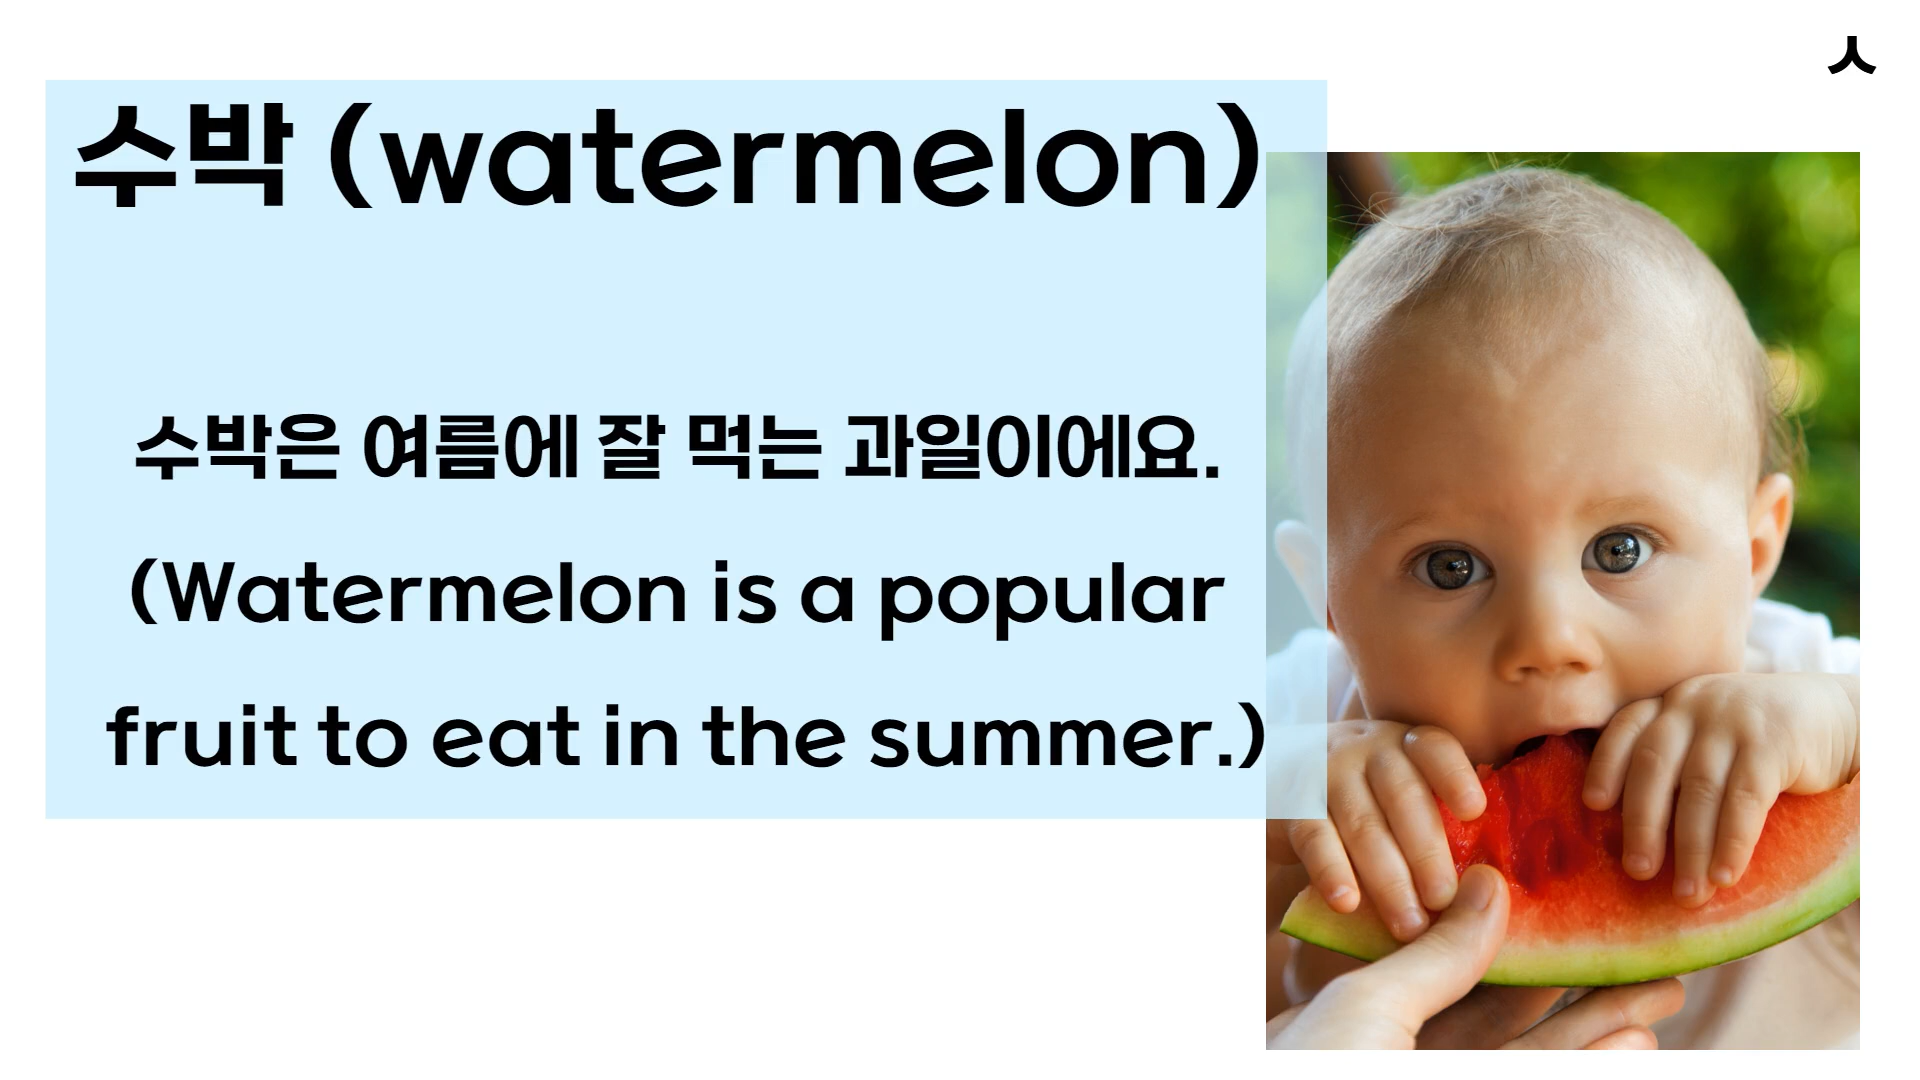 ㅅ
수박 (watermelon)
수박은 여름에 잘 먹는 과일이에요.
(Watermelon is a popular
fruit to eat in the summer.)